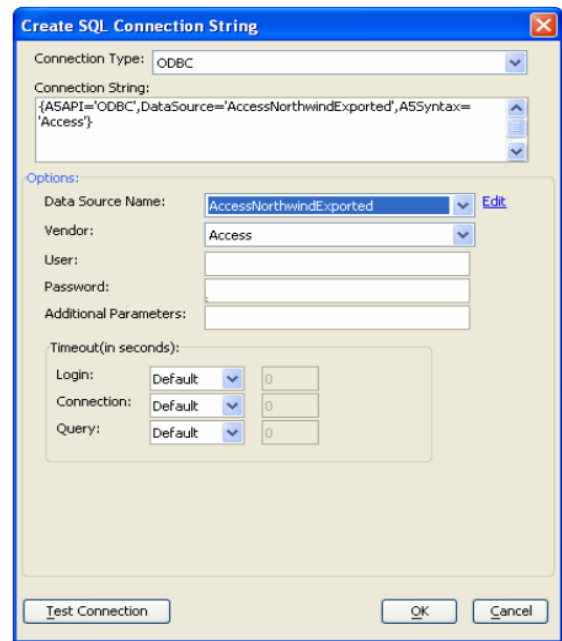 Create SQL Connection String
Connection Type: ODBC
Connection String:
{A5API='ODBC',DataSource='AccessNorthwindExported',A5Syntax=
'Access'}
Options:
Data Source Name: AccessNorthwindExported Edit
Vendor: Access
User:
Password:
Additional Parameters:
Timeout(in seconds):
Login: Default 0
Connection: Default 0
Query: Default 0
Test Connection OK Cancel